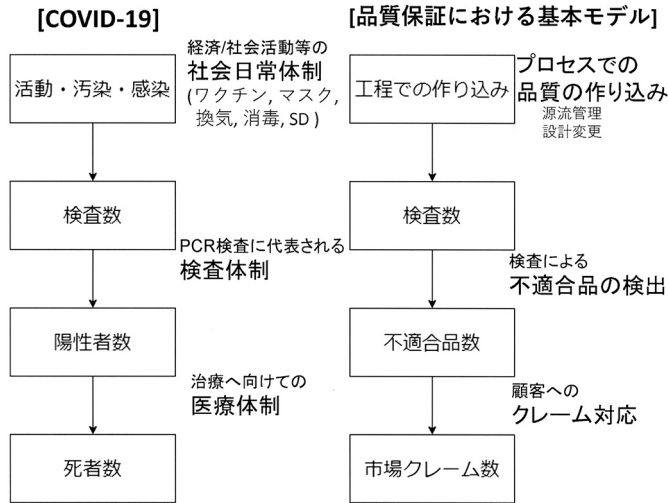 [COVID-19]
活動・汚染・感染
経済/社会活動等の
社会日常体制
(ワクチン, マスク,
換気, 消毒, SD )
検査数
PCR検査に代表される
検査体制
陽性者数
治療へ向けての
医療体制
死者数
[品質保証における基本モデル]
工程での作り込み
プロセスでの
品質の作り込み
源流管理
設計変更
検査数
検査による
不適合品の検出
不適合品数
顧客への
クレーム対応
市場クレーム数